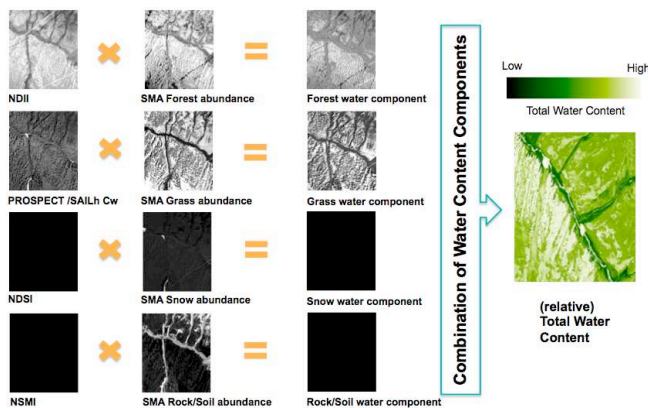 NDII
SMA Forest abundance
Forest water component
PROSPECT /SAILh Cw
SMA Grass abundance
Grass water component
NDSI
SMA Snow abundance
Snow water component
NSMI
SMA Rock/Soil abundance
Rock/Soil water component
Combination of Water Content Components
Low
High
Total Water Content
(relative)
Total Water
Content